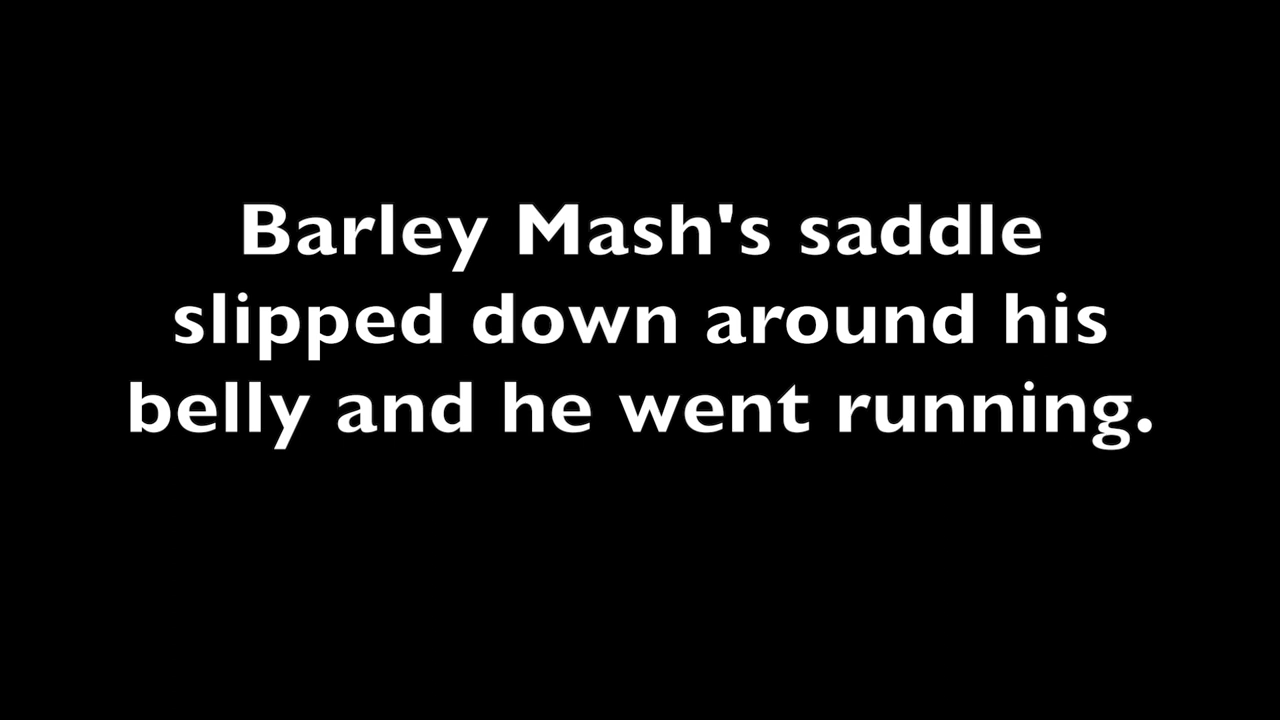 Barley Mash's saddle
slipped down around his
belly and he went running.